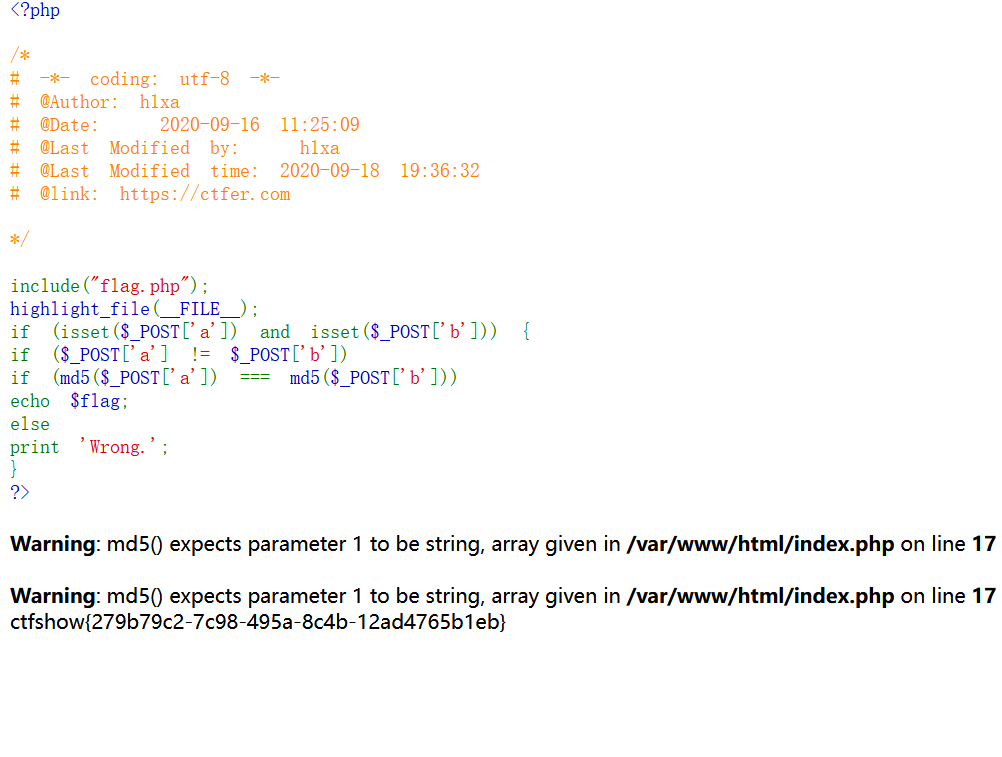 <?php
/*
# -*- coding: utf-8 -*-
# @Author: hlxa
# @Date: 2020-09-16 11:25:09
# @Last Modified by: hlxa
# @Last Modified time: 2020-09-18 19:36:32
# @link: https://ctfer.com
*/
include("flag.php");
highlight_file(__FILE__);
if (isset($_POST['a']) and isset($_POST['b'])) {
if ($_POST['a'] != $_POST['b'])
if (md5($_POST['a']) === md5($_POST['b']))
echo $flag;
else
print 'Wrong.';
}
?>
Warning: md5() expects parameter 1 to be string, array given in /var/www/html/index.php on line 17
Warning: md5() expects parameter 1 to be string, array given in /var/www/html/index.php on line 17
ctfshow{279b79c2-7c98-495a-8c4b-12ad4765b1eb}